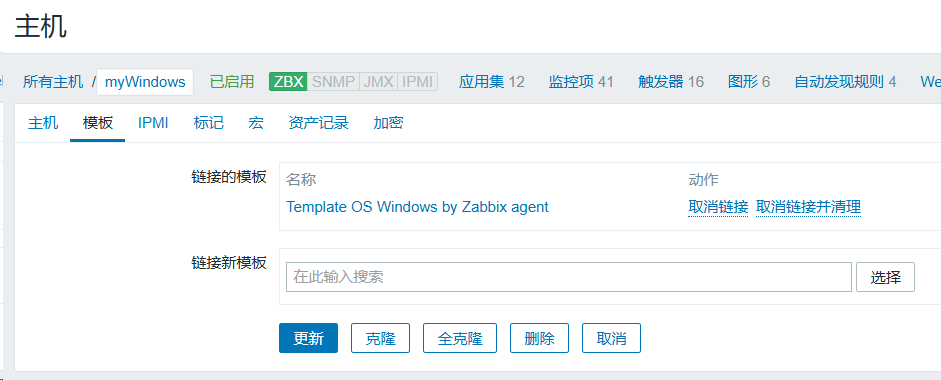 主机
所有主机 / myWindows 已启用 ZBX SNMP JMX IPMI 应用集 12 监控项 41 触发器 16 图形 6 自动发现规则 4 We
主机 模板 IPMI 标记 宏 资产记录 加密
链接的模板 名称 动作
Template OS Windows by Zabbix agent 取消链接 取消链接并清理
链接新模板
在此输入搜索 选择
更新 克隆 全克隆 删除 取消